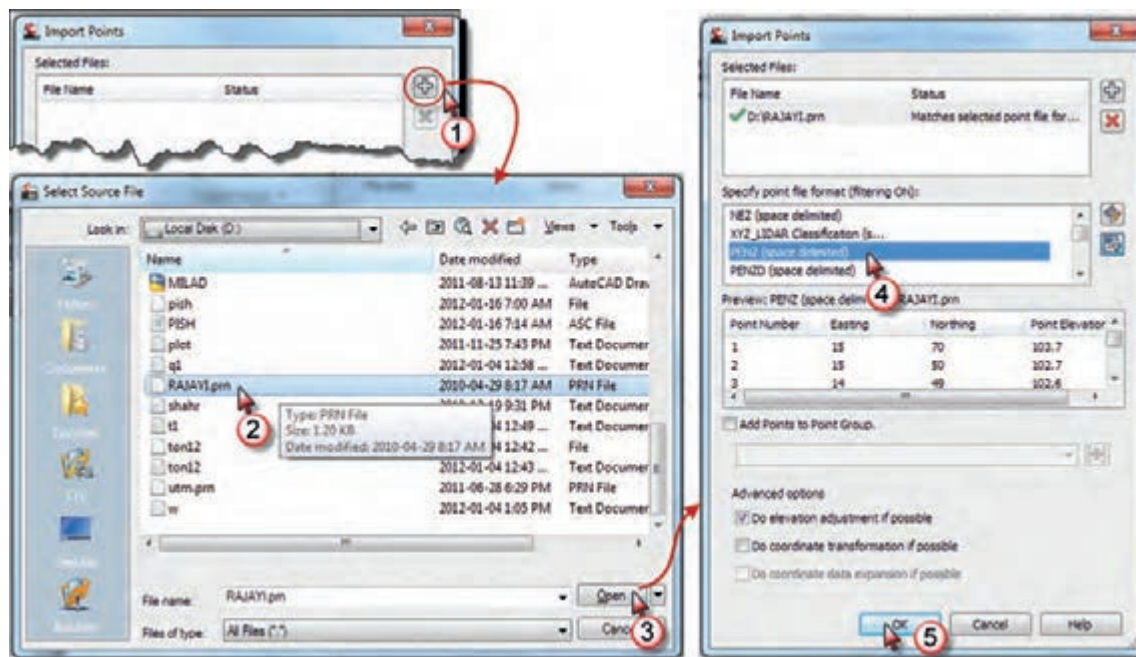 Import Points
Selected Files:
File Name Status
1
Select Source File
Look in: Local Disk (D:) Views Tools
Name Date modified Type
MILAD 2011-08-13 11:39 ... AutoCAD Dra
pish 2012-01-16 7:00 AM File
PISH 2012-01-16 7:14 AM ASC File
plot 2011-11-25 7:43 PM Text Documer
q1 2012-01-04 12:58 ... Text Documer
RAJAYI.prn 2010-04-29 8:17 AM PRN File
shahr 9:31 PM Text Documer
t1 12:49 ... Text Documer
ton12 12:42 ... File
ton12 2012-01-04 12:43 ... Text Documer
utm.prn 2011-06-28 6:29 PM PRN File
w 2012-01-04 1:05 PM Text Documer
2
Type: PRN File
Size: 1.20 KB
Date modified: 2010-04-29 8:17 AM
File name: RAJAYI.prn Open
Files of type: All Files (*.*)
3
Import Points
Selected Files:
File Name Status
D:\RAJAYI.prn Matches selected point file for...
Specify point file format (filtering ON):
NEZ (space delimited)
XYZ_LIDAR Classification (s...
PENZ (space delimited)
PENZD (space delimited)
4
Preview: PENZ (space RAJAYI.prn
Point Number Easting Northing Point Elevation
1 15 70 103.7
2 15 50 102.7
3 14 49 102.6
Add Points to Point Group.
Advanced options
Do elevation adjustment if possible
Do coordinate transformation if possible
Do coordinate data expansion if possible
OK Cancel Help
5